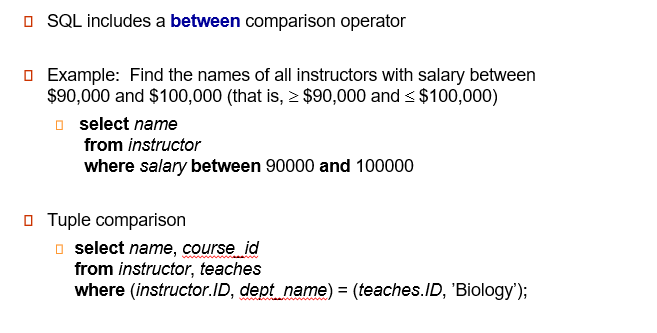 SQL includes a between comparison operator
Example: Find the names of all instructors with salary between
$90,000 and $100,000 (that is, ≥ $90,000 and ≤ $100,000)
select name
from instructor
where salary between 90000 and 100000
Tuple comparison
select name, course_id
from instructor, teaches
where (instructor.ID, dept_name) = (teaches.ID, ’Biology’);